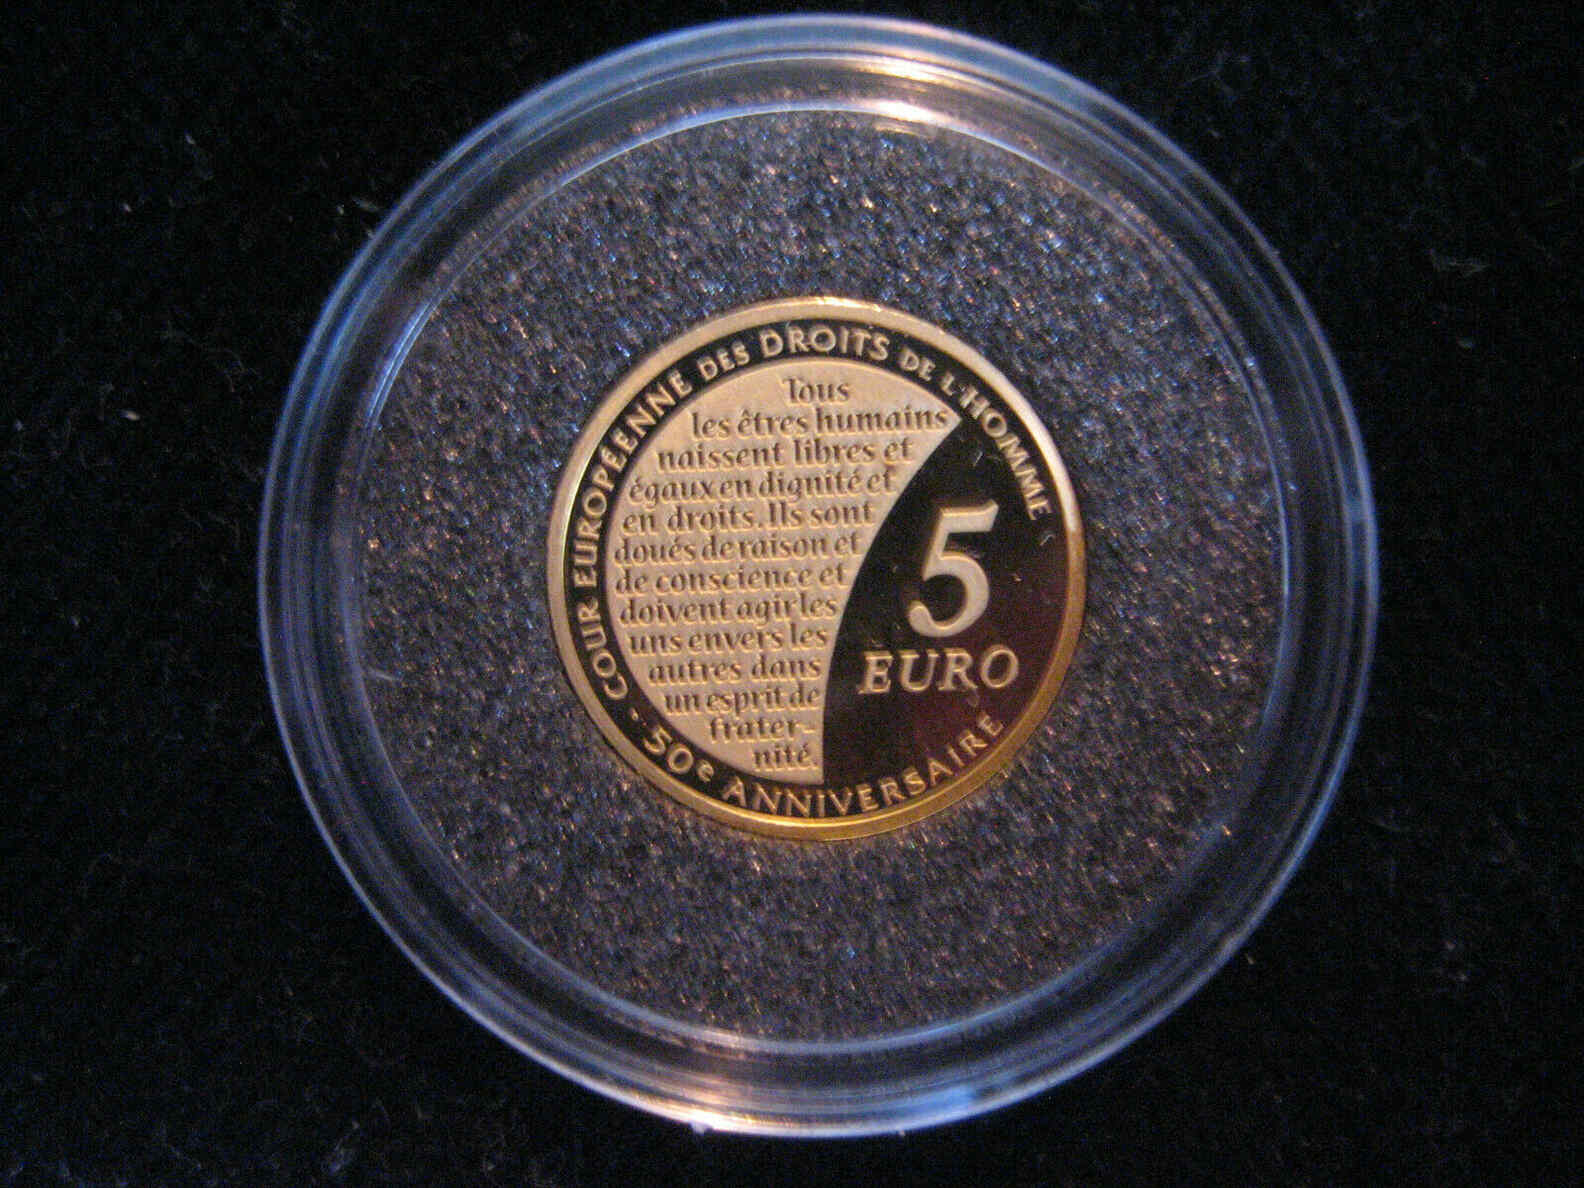 COUR EUROPÉENNE DES DROITS DE L'HOMME
Tous
les êtres humains
naissent libres et
égaux en dignité et
en droits. Ils sont
doués de raison et
de conscience et
doivent agir les
uns envers les
autres dans
un esprit de
frater-
nité.
5
EURO
50e ANNIVERSAIRE